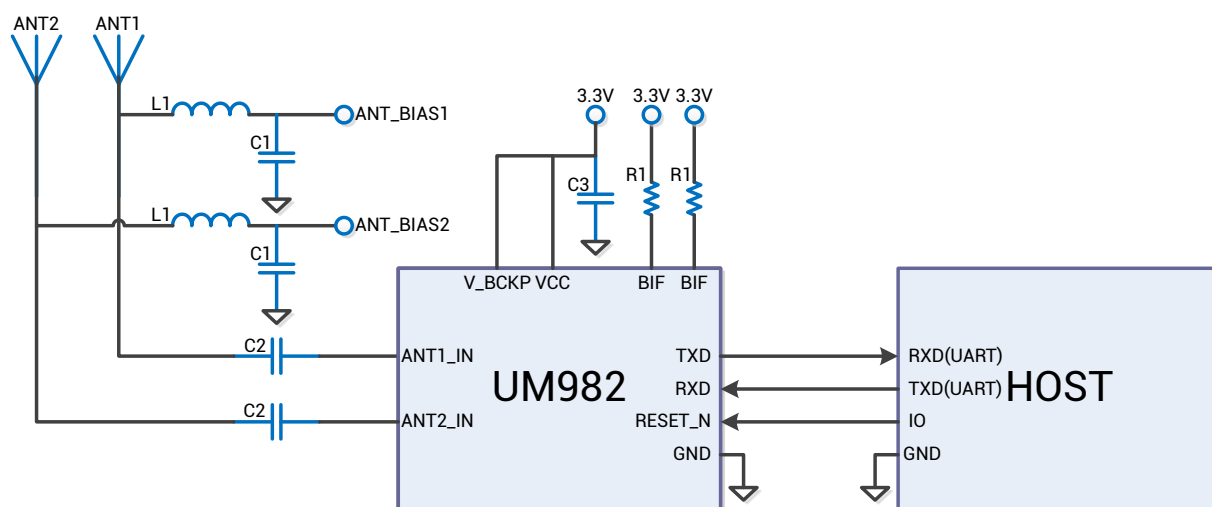 ANT2 ANT1
L1 ANT_BIAS1
3.3V 3.3V 3.3V
C1
C3 R1 R1
L1 ANT_BIAS2
C1
V_BCKP VCC BIF BIF
C2 ANT1_IN TXD RXD(UART)
UM982 HOST
RXD TXD(UART)
C2 ANT2_IN RESET_N IO
GND GND